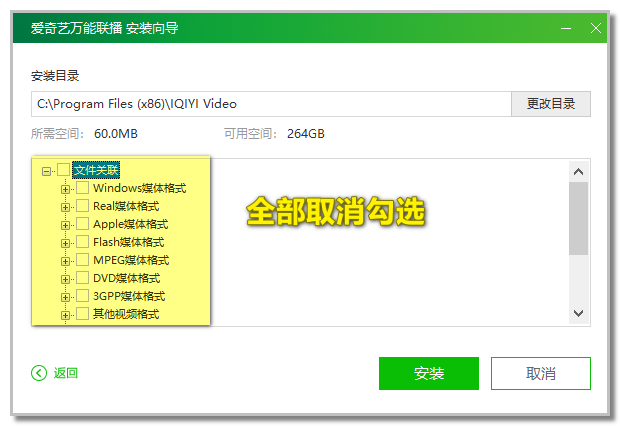 爱奇艺万能联播 安装向导
安装目录
C:\Program Files (x86)\IQIYI Video
更改目录
所需空间: 60.0MB 可用空间: 264GB
文件关联
Windows媒体格式
Real媒体格式
Apple媒体格式
Flash媒体格式
MPEG媒体格式
DVD媒体格式
3GPP媒体格式
其他视频格式
全部取消勾选
返回
安装
取消